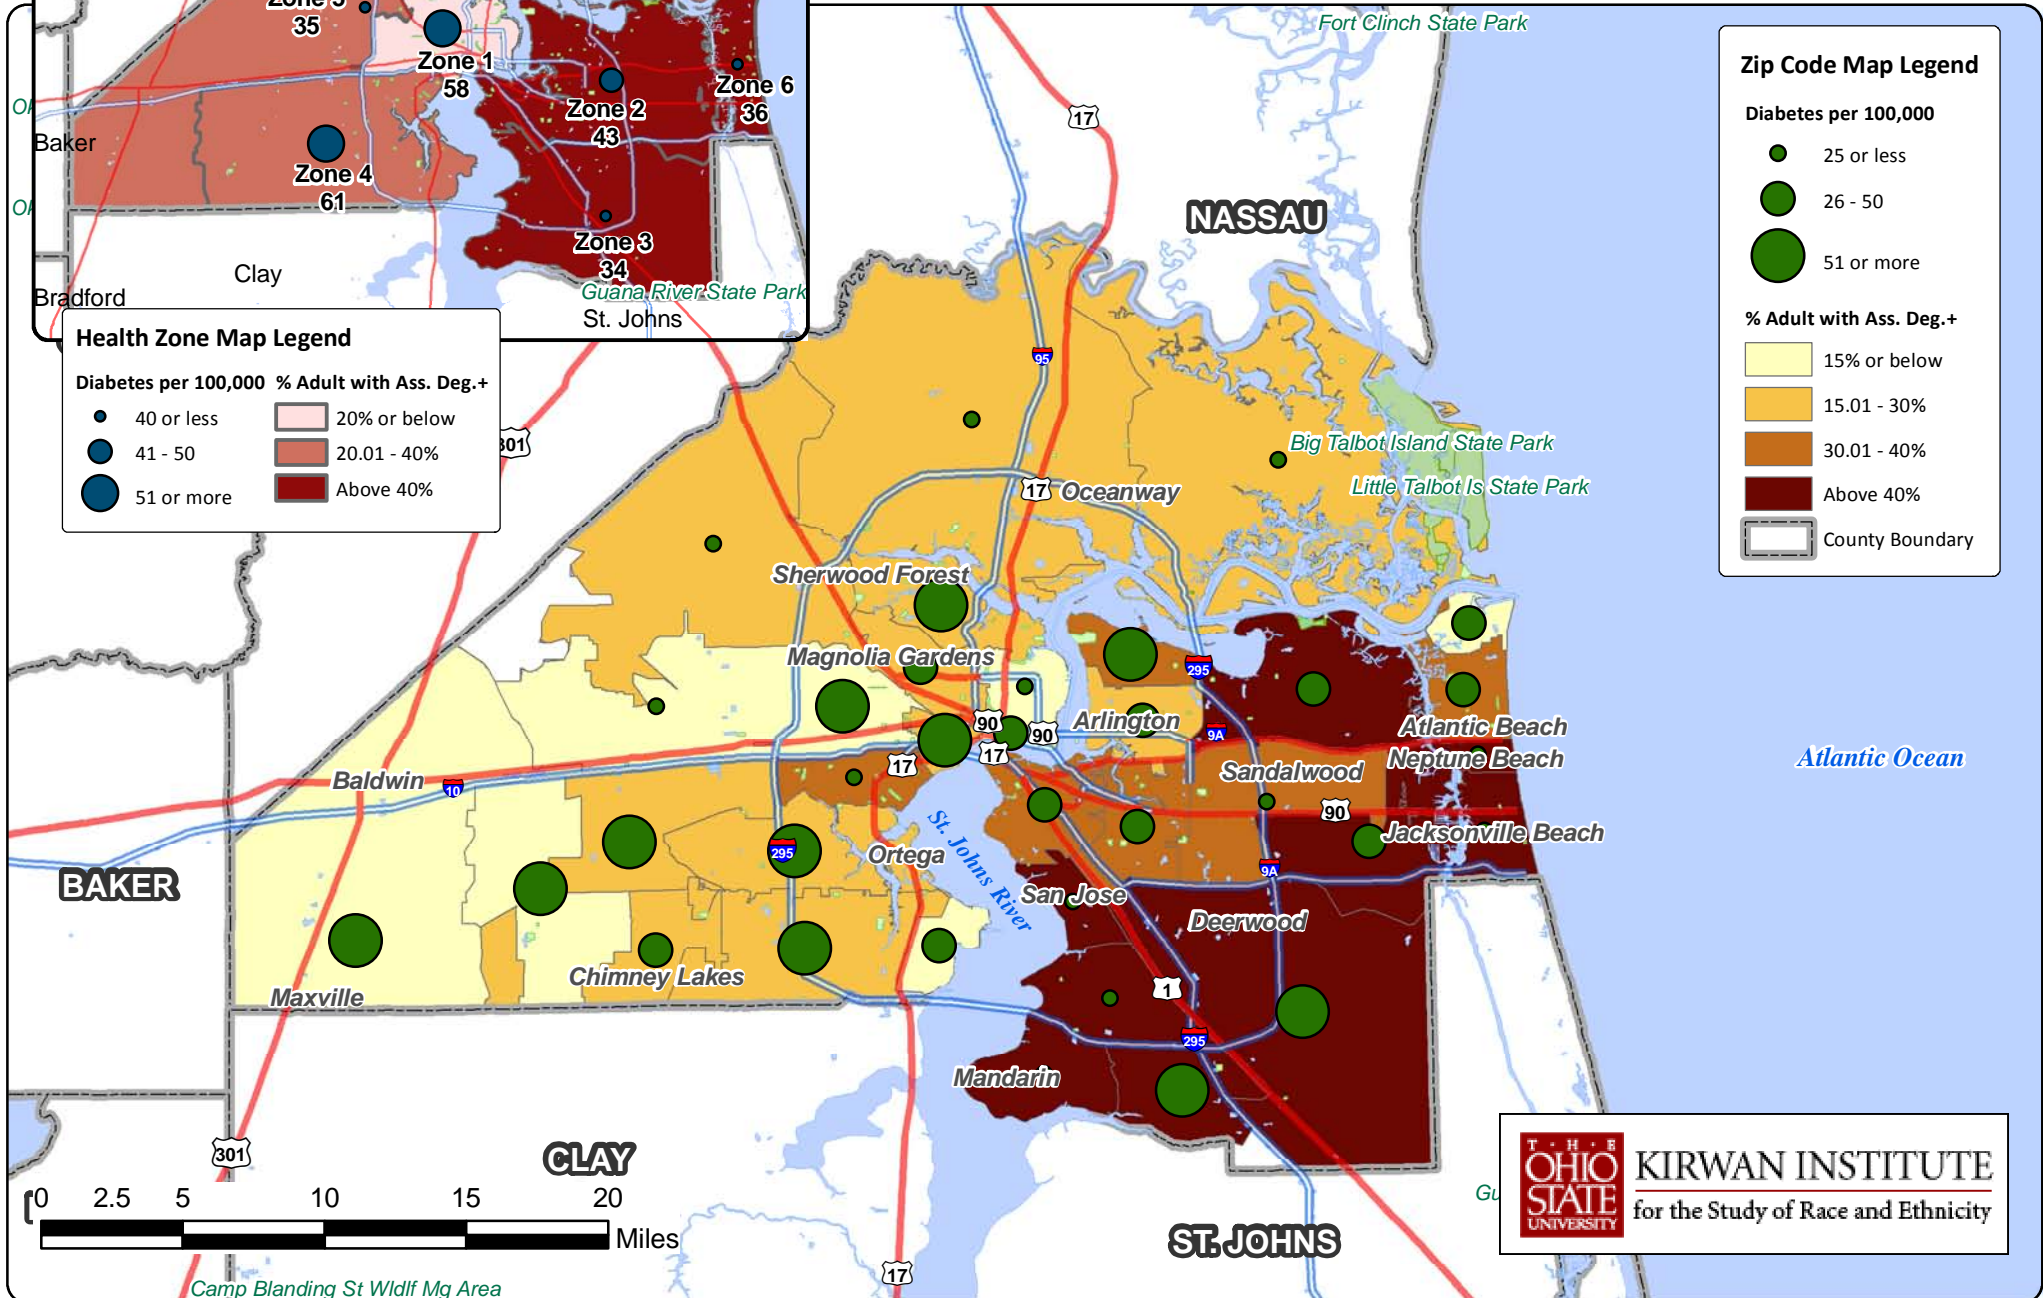 Zone 5
35
Zone 1
58
Zone 2
43
Zone 6
36
Baker
Zone 4
61
Zone 3
34
Clay
Bradford
Guana River State Park
St. Johns
Health Zone Map Legend
Diabetes per 100,000 % Adult with Ass. Deg.+
40 or less 20% or below
41 - 50 20.01 - 40%
51 or more Above 40%
Fort Clinch State Park
Zip Code Map Legend
Diabetes per 100,000
25 or less
26 - 50
51 or more
% Adult with Ass. Deg.+
15% or below
15.01 - 30%
30.01 - 40%
Above 40%
County Boundary
17
NASSAU
95
301
Big Talbot Island State Park
Little Talbot Is State Park
17
Oceanway
Sherwood Forest
Magnolia Gardens
295
90
90
Arlington
9A
Atlantic Beach
17
17
Neptune Beach
Atlantic Ocean
Baldwin
10
Sandalwood
90
Jacksonville Beach
295
Ortega
St. Johns River
BAKER
9A
San Jose
Deerwood
Chimney Lakes
Maxville
1
295
Mandarin
301
CLAY
ST. JOHNS
Gu
17
0 2.5 5 10 15 20
Miles
Camp Blanding St Wldlf Mg Area
T · H · E
OHIO
STATE
UNIVERSITY
KIRWAN INSTITUTE
for the Study of Race and Ethnicity